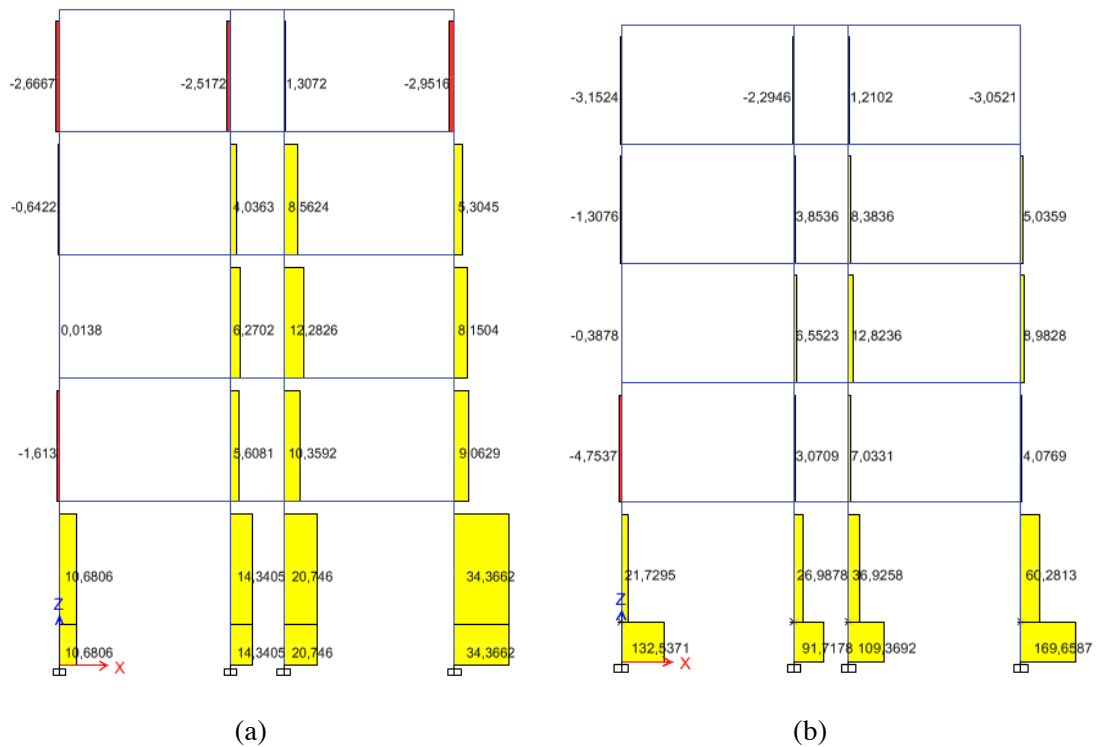 -2,6667 -2,5172 1,3072 -2,9516
-0,6422 4,0363 8,5624 5,3045
0,0138 6,2702 12,2826 8,1504
-1,613 5,6081 10,3592 9,0629
10,6806 14,3405 20,746 34,3662
Z
10,6806 14,3405 20,746 34,3662
X
(a)
-3,1524 -2,2946 1,2102 -3,0521
-1,3076 3,8536 8,3836 5,0359
-0,3878 6,5523 12,8236 8,9828
-4,7537 3,0709 7,0331 4,0769
21,7295 26,9878 36,9258 60,2813
Z
132,5371 91,7178 109,3692 169,6587
X
(b)